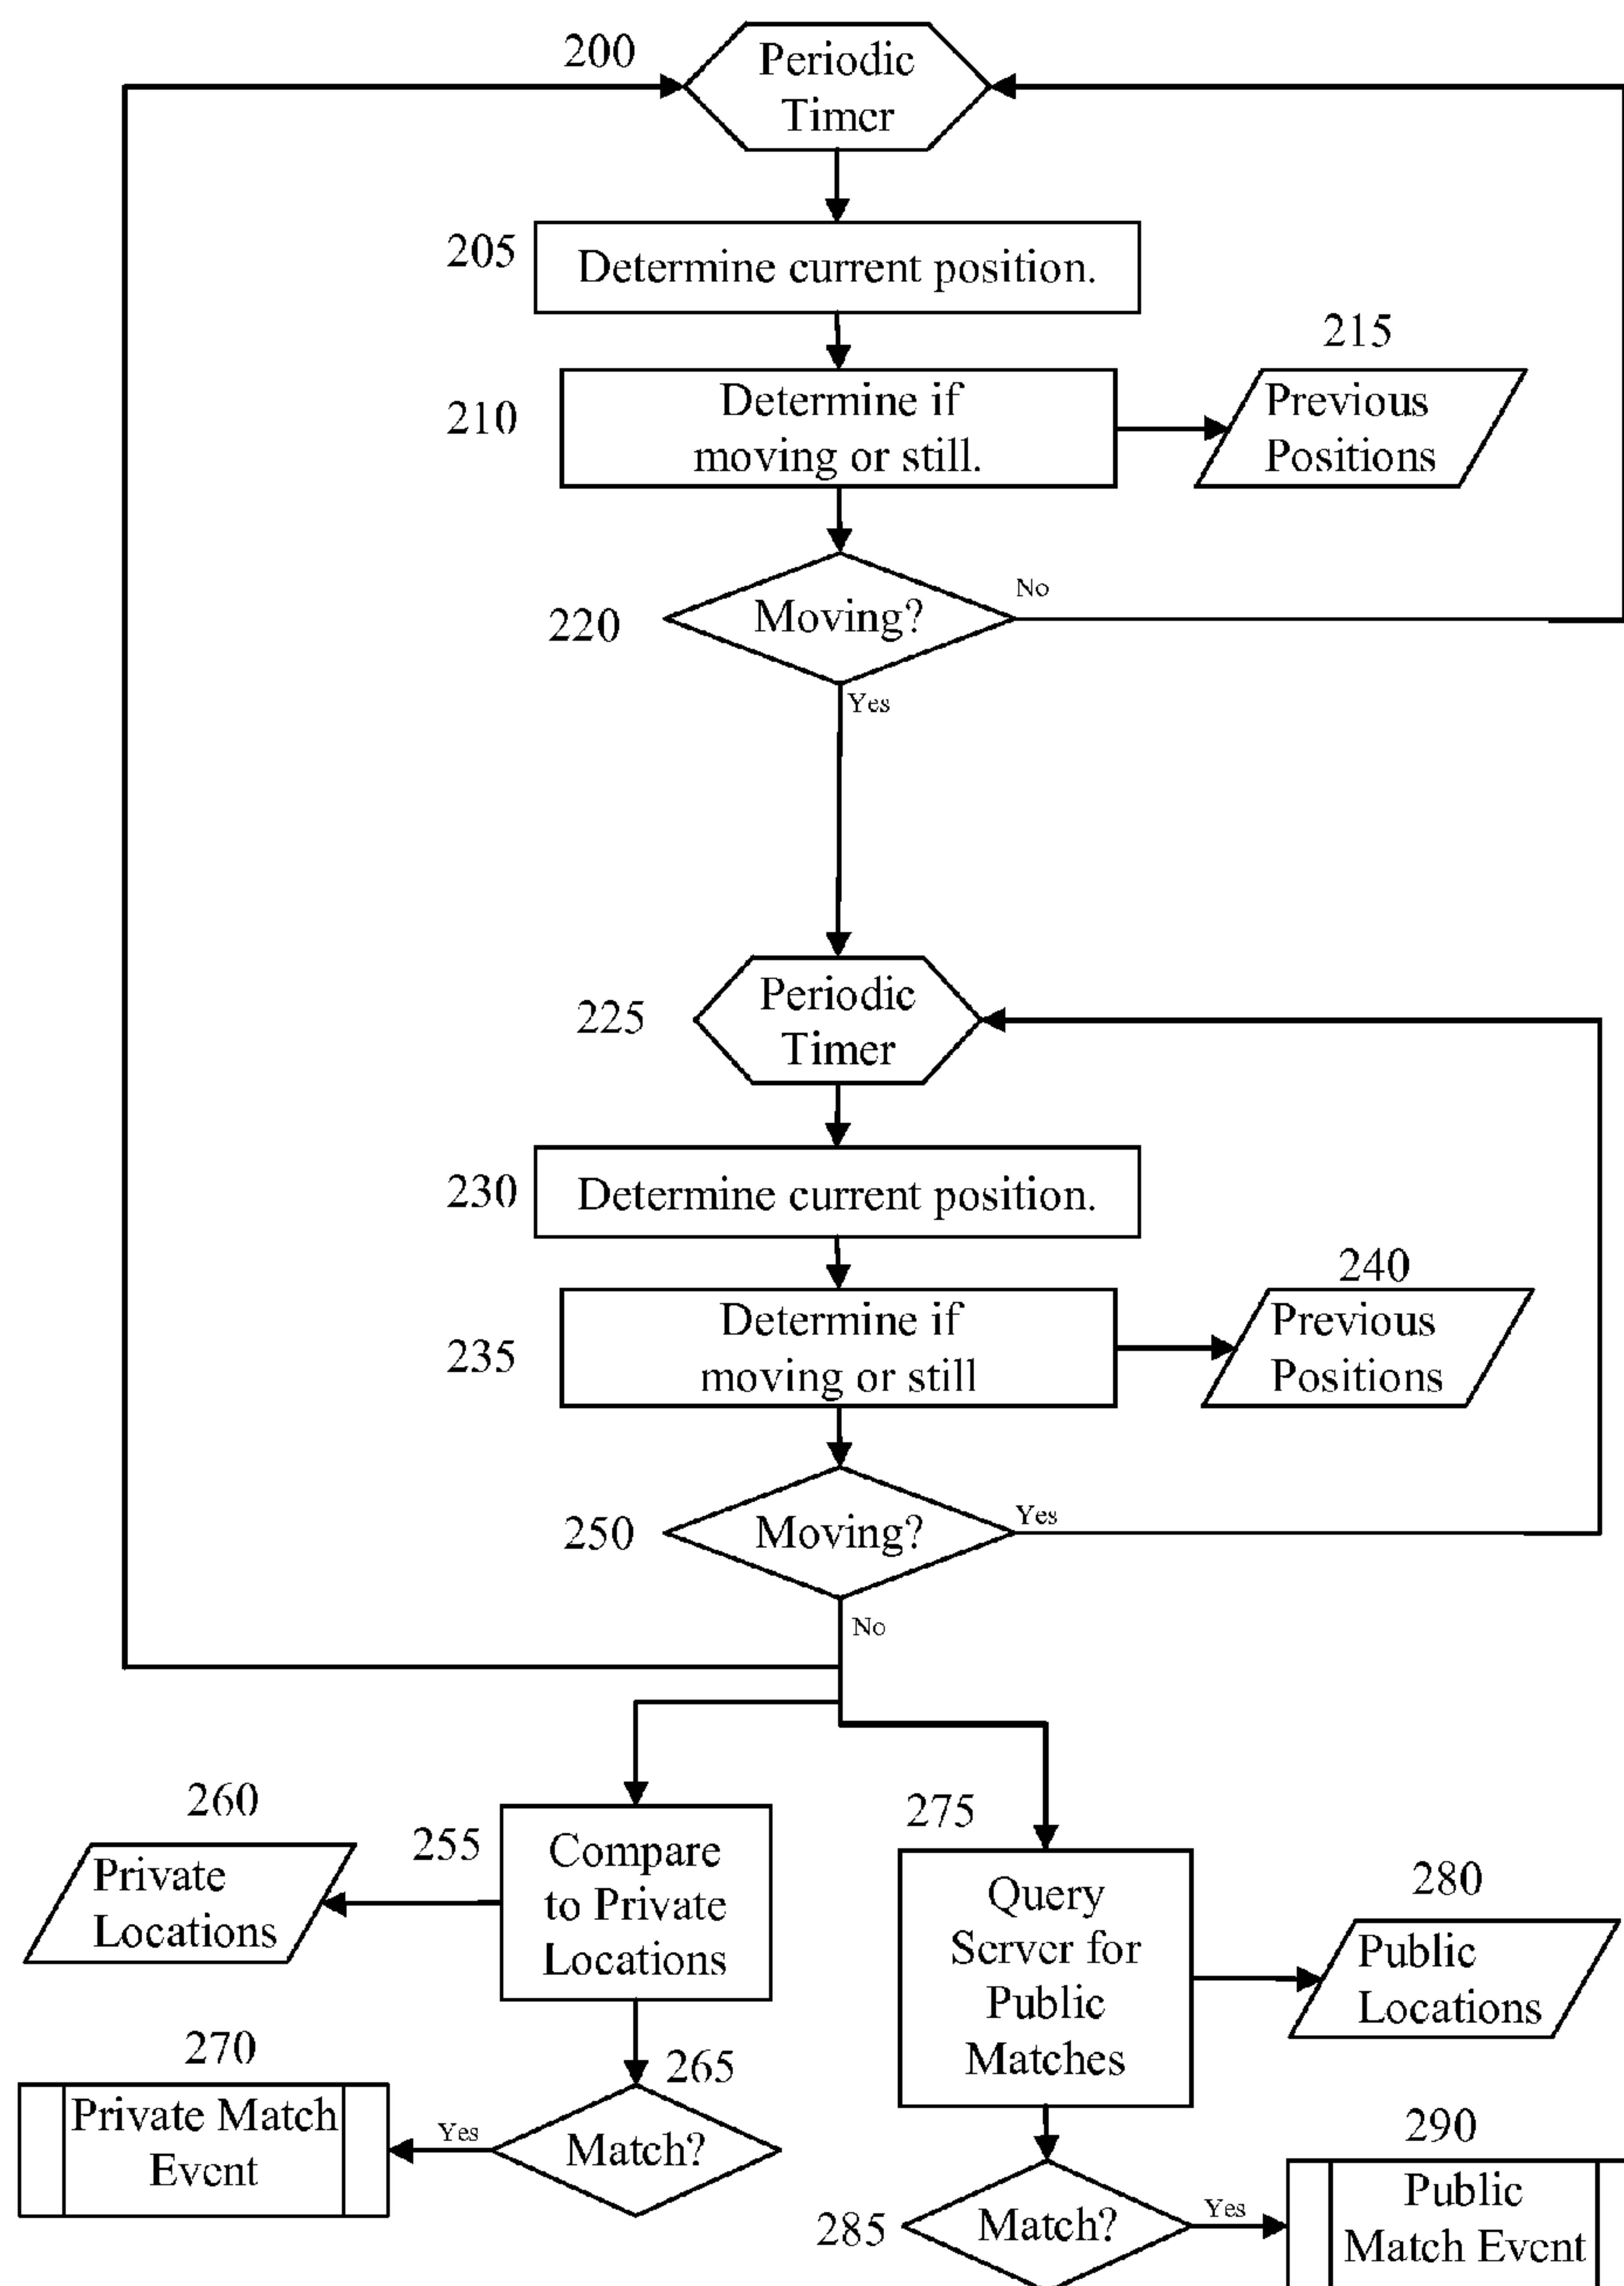 200
Periodic
Timer
205
Determine current position.
215
210
Determine if
moving or still.
Previous
Positions
220
Moving?
No
Yes
225
Periodic
Timer
230
Determine current position.
240
235
Determine if
moving or still
Previous
Positions
250
Moving?
Yes
No
260
255
Private
Locations
Compare
to Private
Locations
275
280
Query
Server for
Public
Matches
Public
Locations
270
265
Private Match
Event
Yes
Match?
290
285
Match?
Yes
Public
Match Event